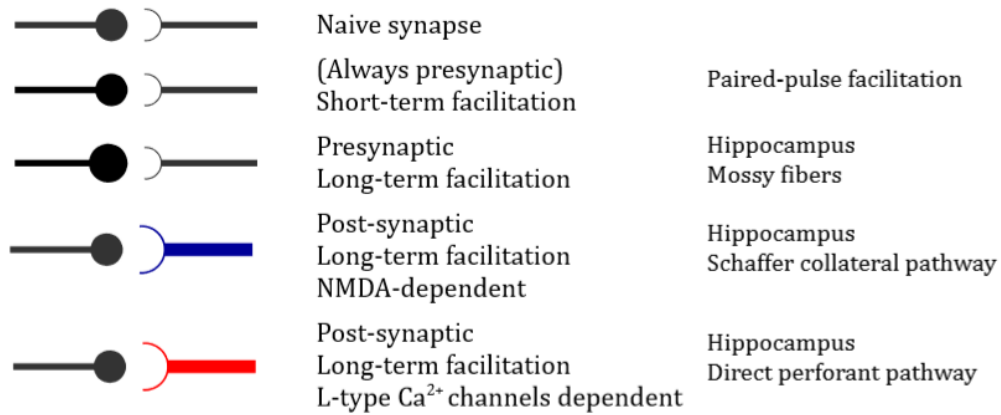 Naive synapse
(Always presynaptic)
Short-term facilitation
Paired-pulse facilitation
Presynaptic
Long-term facilitation
Hippocampus
Mossy fibers
Post-synaptic
Long-term facilitation
NMDA-dependent
Hippocampus
Schaffer collateral pathway
Post-synaptic
Long-term facilitation
L-type Ca²⁺ channels dependent
Hippocampus
Direct perforant pathway